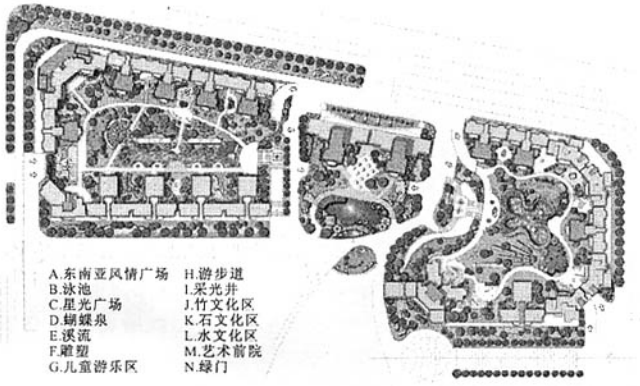 A.东南亚风情广场
B.泳池
C.星光广场
D.蝴蝶泉
E.溪流
F.雕塑
G.儿童游乐区
H.游步道
I.采光井
J.竹文化区
K.石文化区
L.水文化区
M.艺术前院
N.绿门